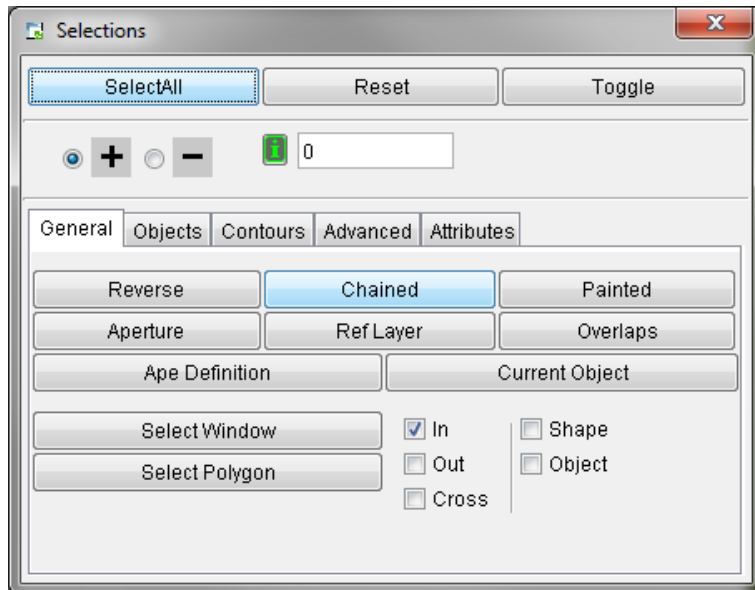 Selections
SelectAll Reset Toggle
+ − i 0
General Objects Contours Advanced Attributes
Reverse Chained Painted
Aperture Ref Layer Overlaps
Ape Definition Current Object
Select Window In Shape
Select Polygon Out Object
Cross